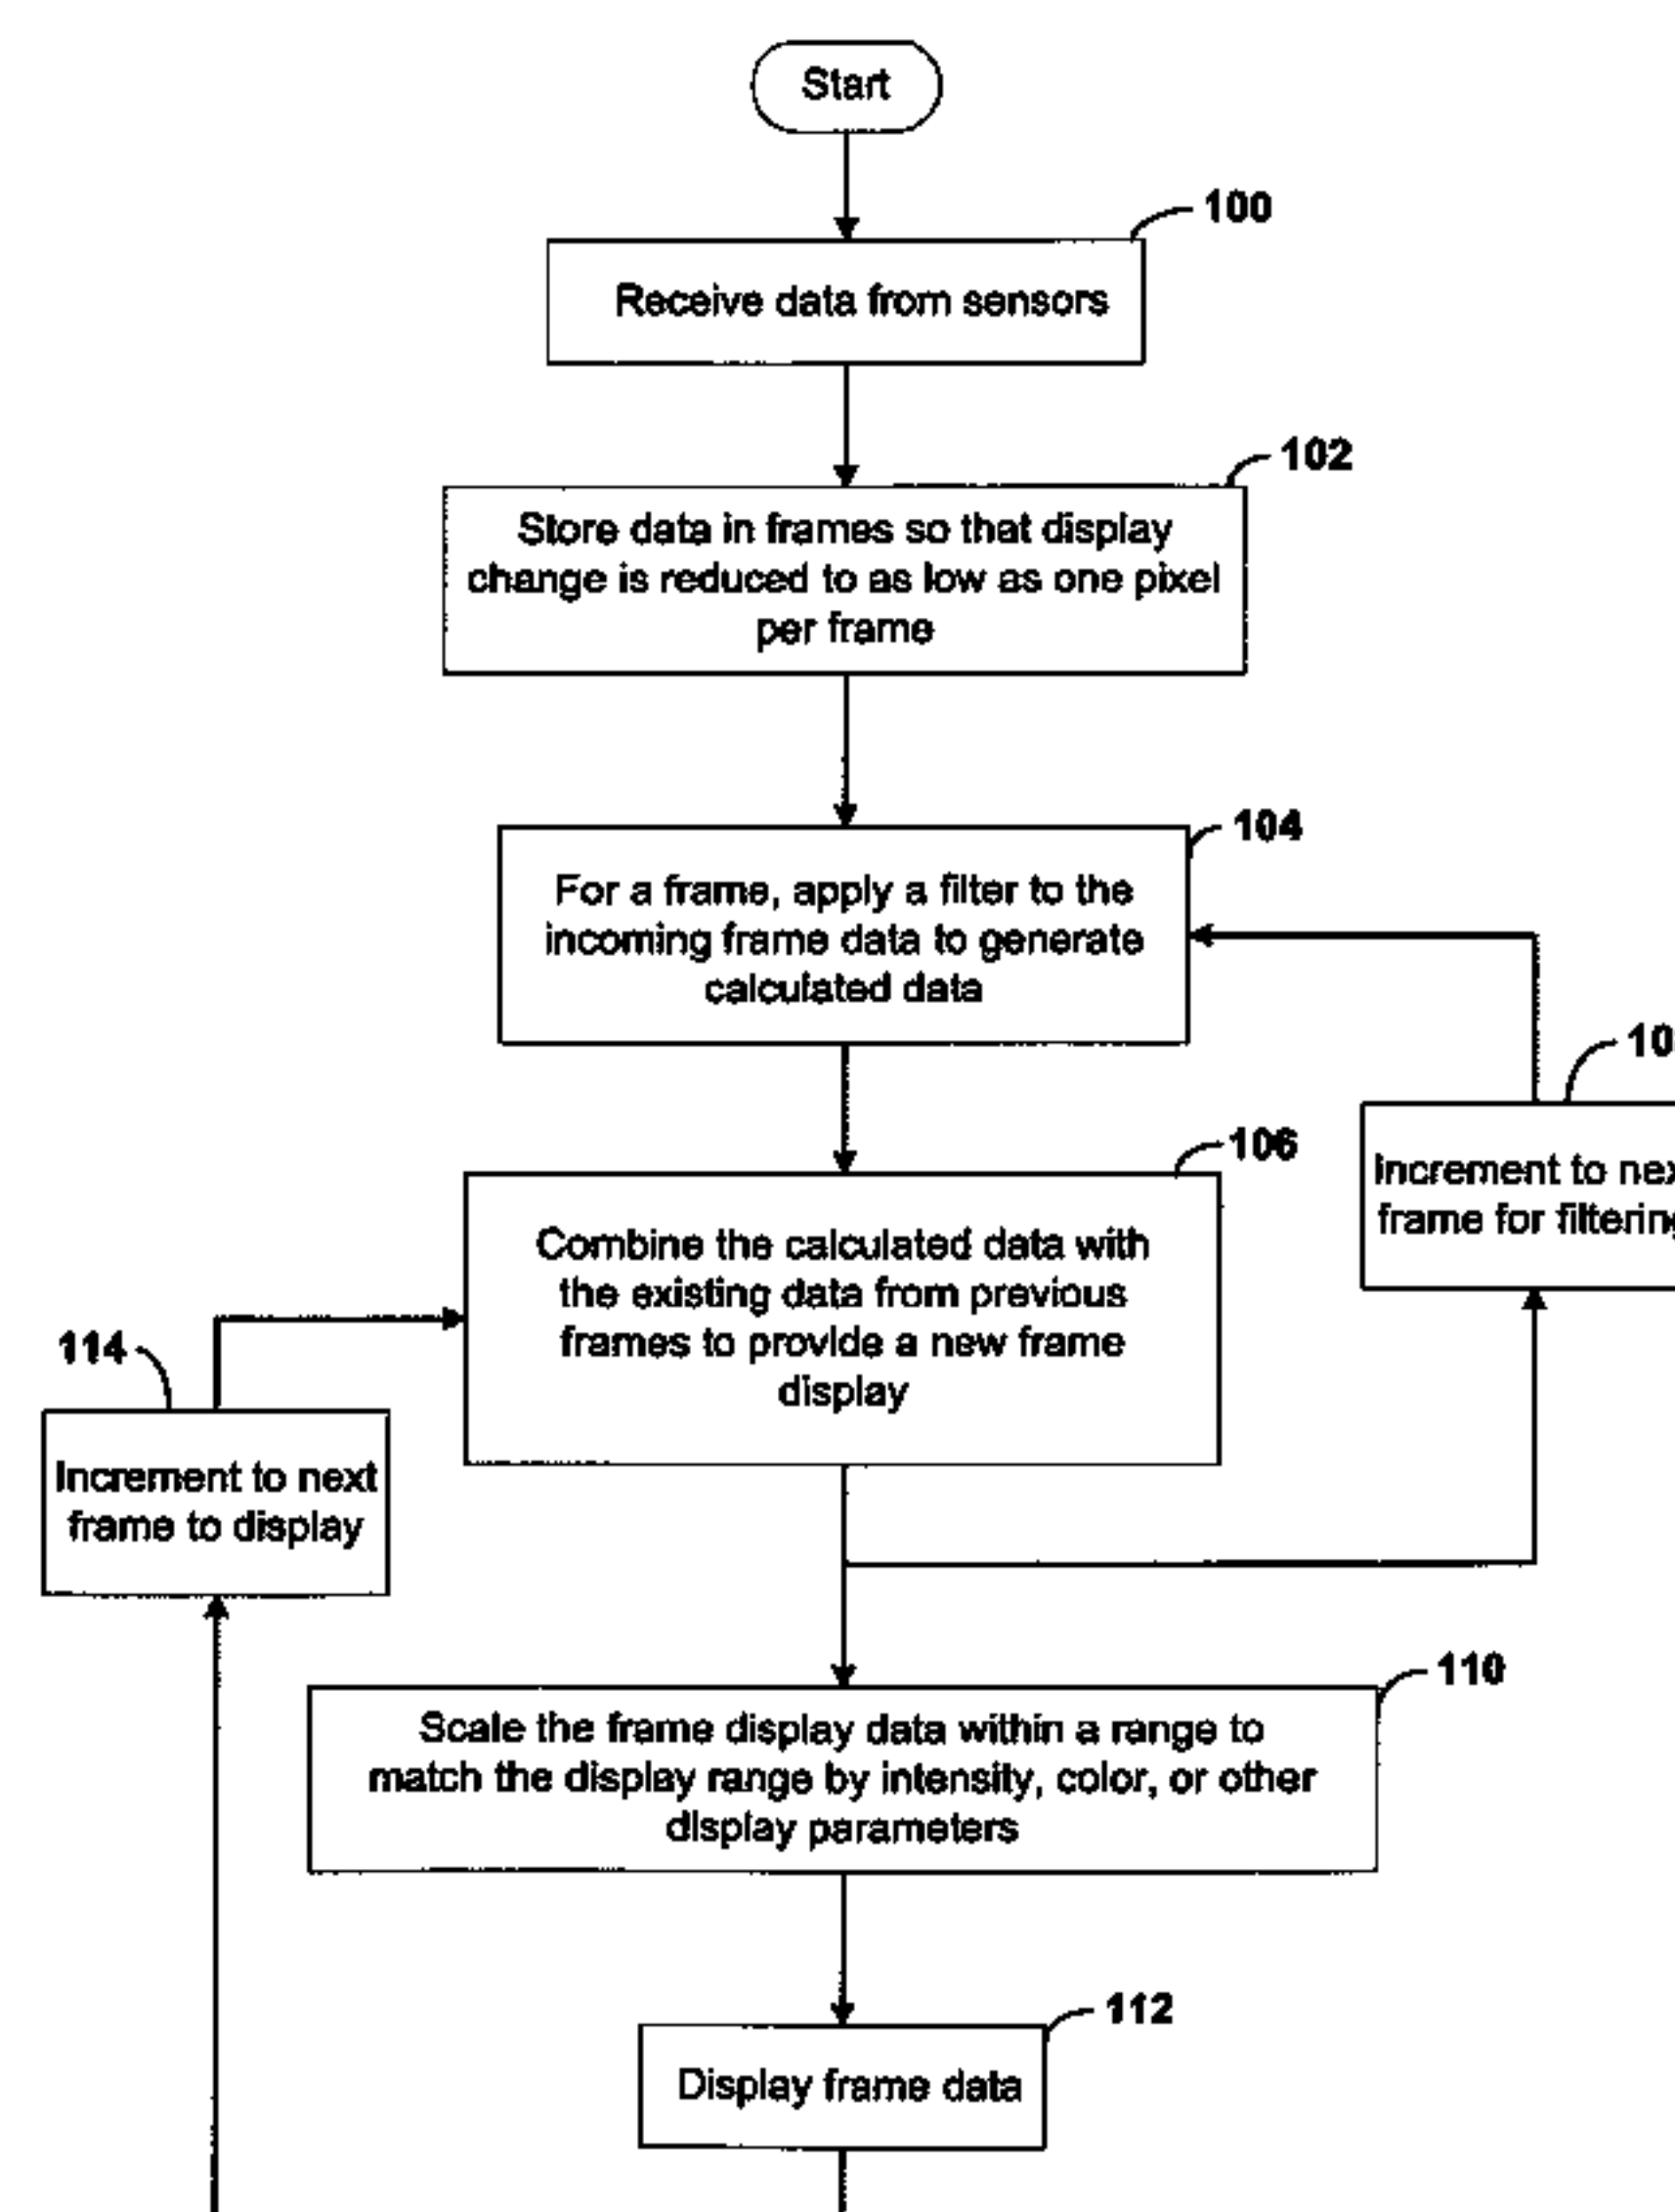 Start
100
Receive data from sensors
102
Store data in frames so that display
change is reduced to as low as one pixel
per frame
104
For a frame, apply a filter to the
incoming frame data to generate
calculated data
106
Combine the calculated data with
the existing data from previous
frames to provide a new frame
display
Increment to
frame for
114
Increment to next
frame to display
110
Scale the frame display data within a range to
match the display range by intensity, color, or other
display parameters
112
Display frame data